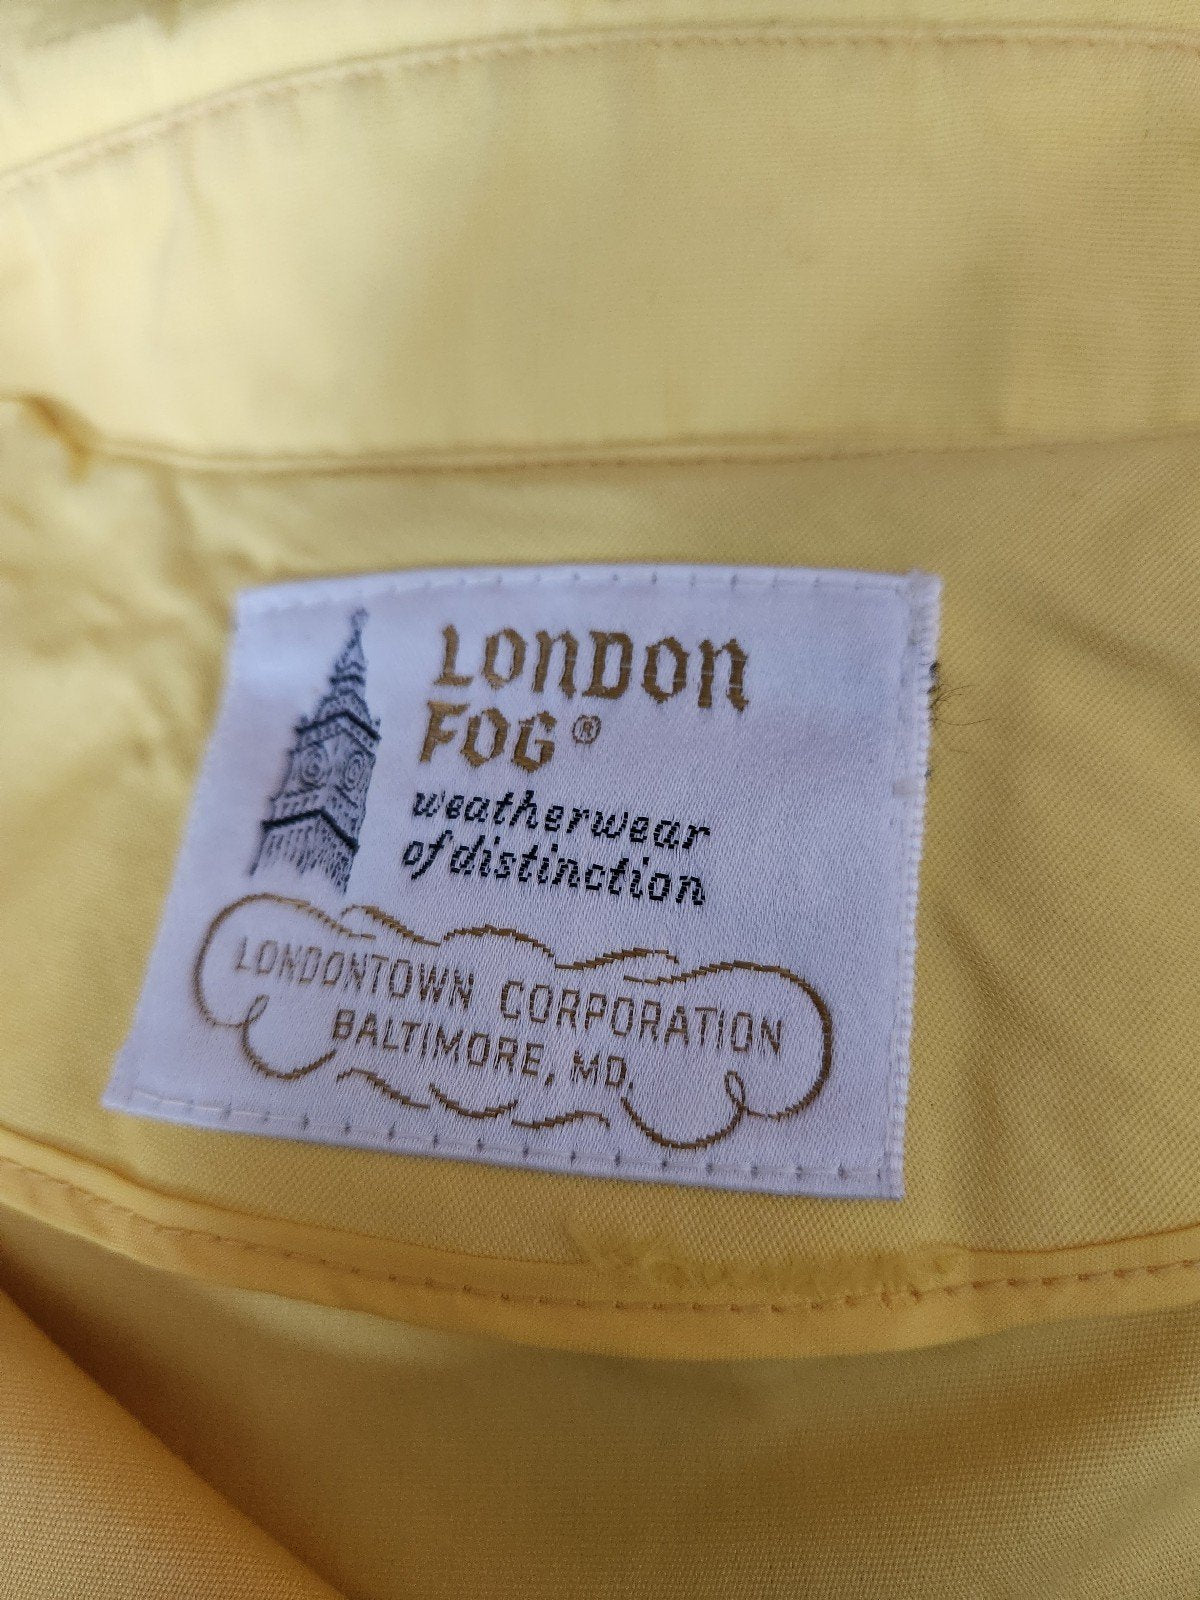 LONDON
FOG®
weatherwear
of distinction
LONDONTOWN CORPORATION
BALTIMORE, MD.